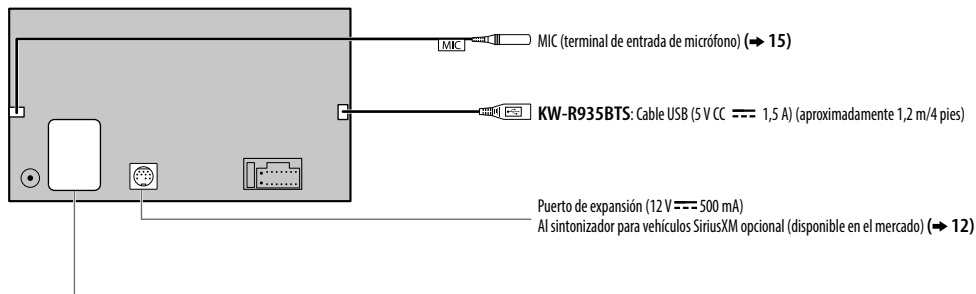 MIC
MIC (terminal de entrada de micrófono) (➜ 15)
KW-R935BTS: Cable USB (5 V CC ⎓ 1,5 A) (aproximadamente 1,2 m/4 pies)
Puerto de expansión (12 V ⎓ 500 mA)
Al sintonizador para vehículos SiriusXM opcional (disponible en el mercado) (➜ 12)